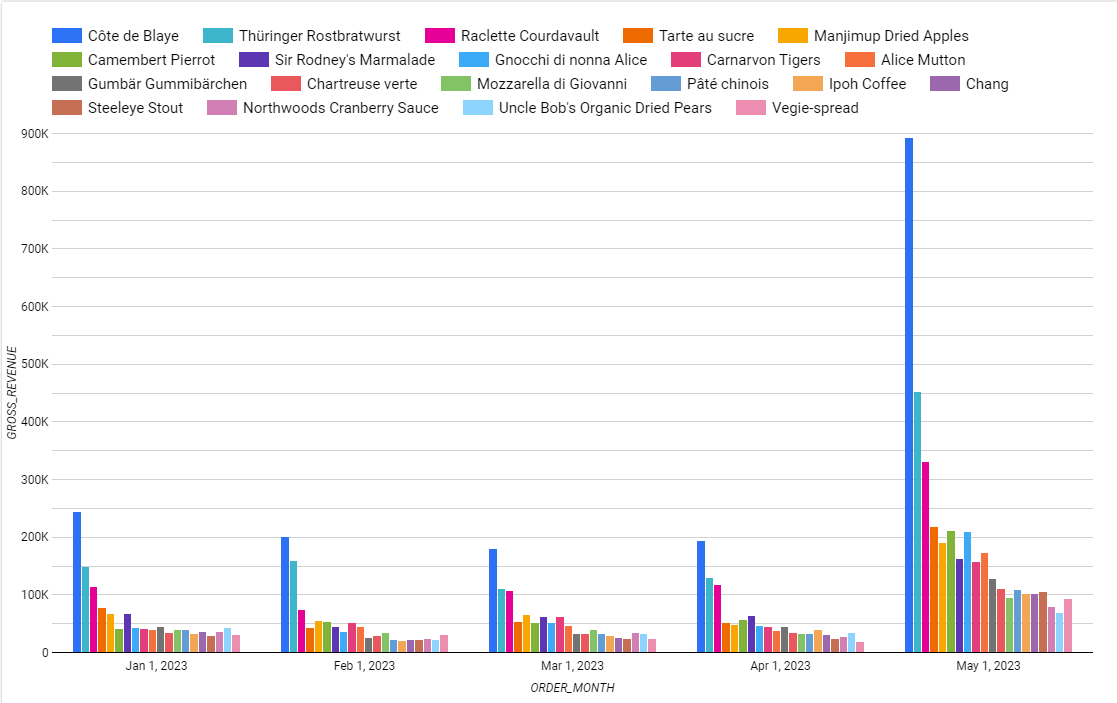 Côte de Blaye Thüringer Rostbratwurst Raclette Courdavault Tarte au sucre Manjimup Dried Apples
Camembert Pierrot Sir Rodney's Marmalade Gnocchi di nonna Alice Carnarvon Tigers Alice Mutton
Gumbär Gummibärchen Chartreuse verte Mozzarella di Giovanni Pâté chinois Ipoh Coffee Chang
Steeleye Stout Northwoods Cranberry Sauce Uncle Bob's Organic Dried Pears Vegie-spread
900K
800K
700K
600K
500K
400K
300K
200K
100K
0
GROSS_REVENUE
Jan 1, 2023 Feb 1, 2023 Mar 1, 2023 Apr 1, 2023 May 1, 2023
ORDER_MONTH